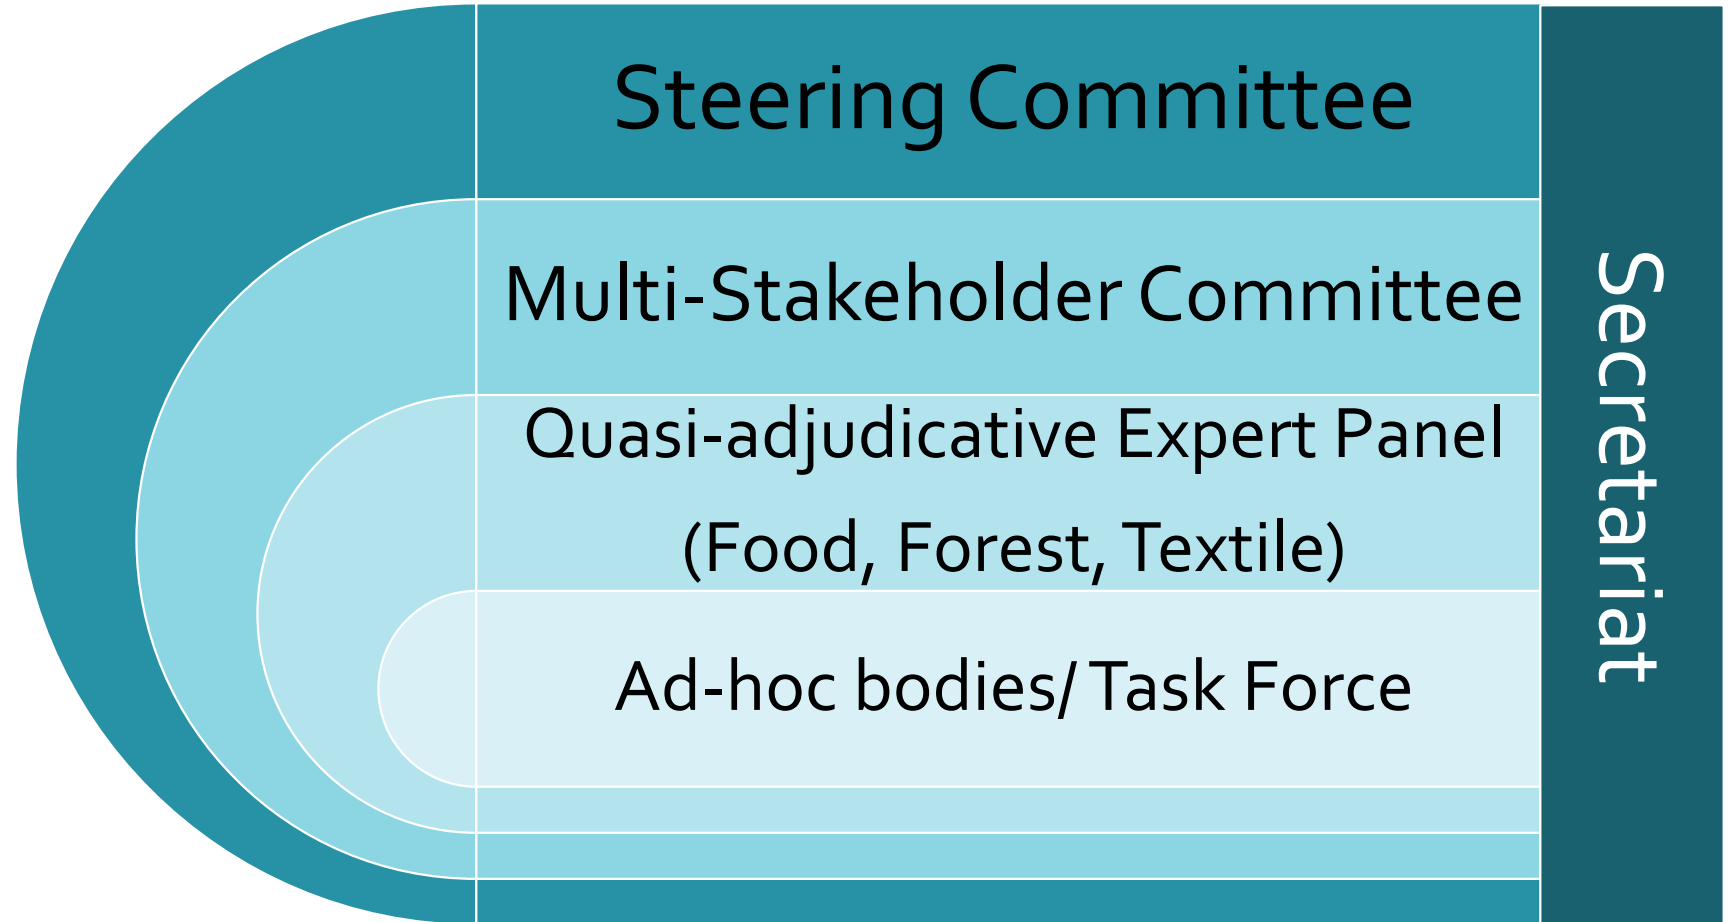 Steering Committee
Multi-Stakeholder Committee
Quasi-adjudicative Expert Panel
(Food, Forest, Textile)
Ad-hoc bodies/ Task Force
Secretariat